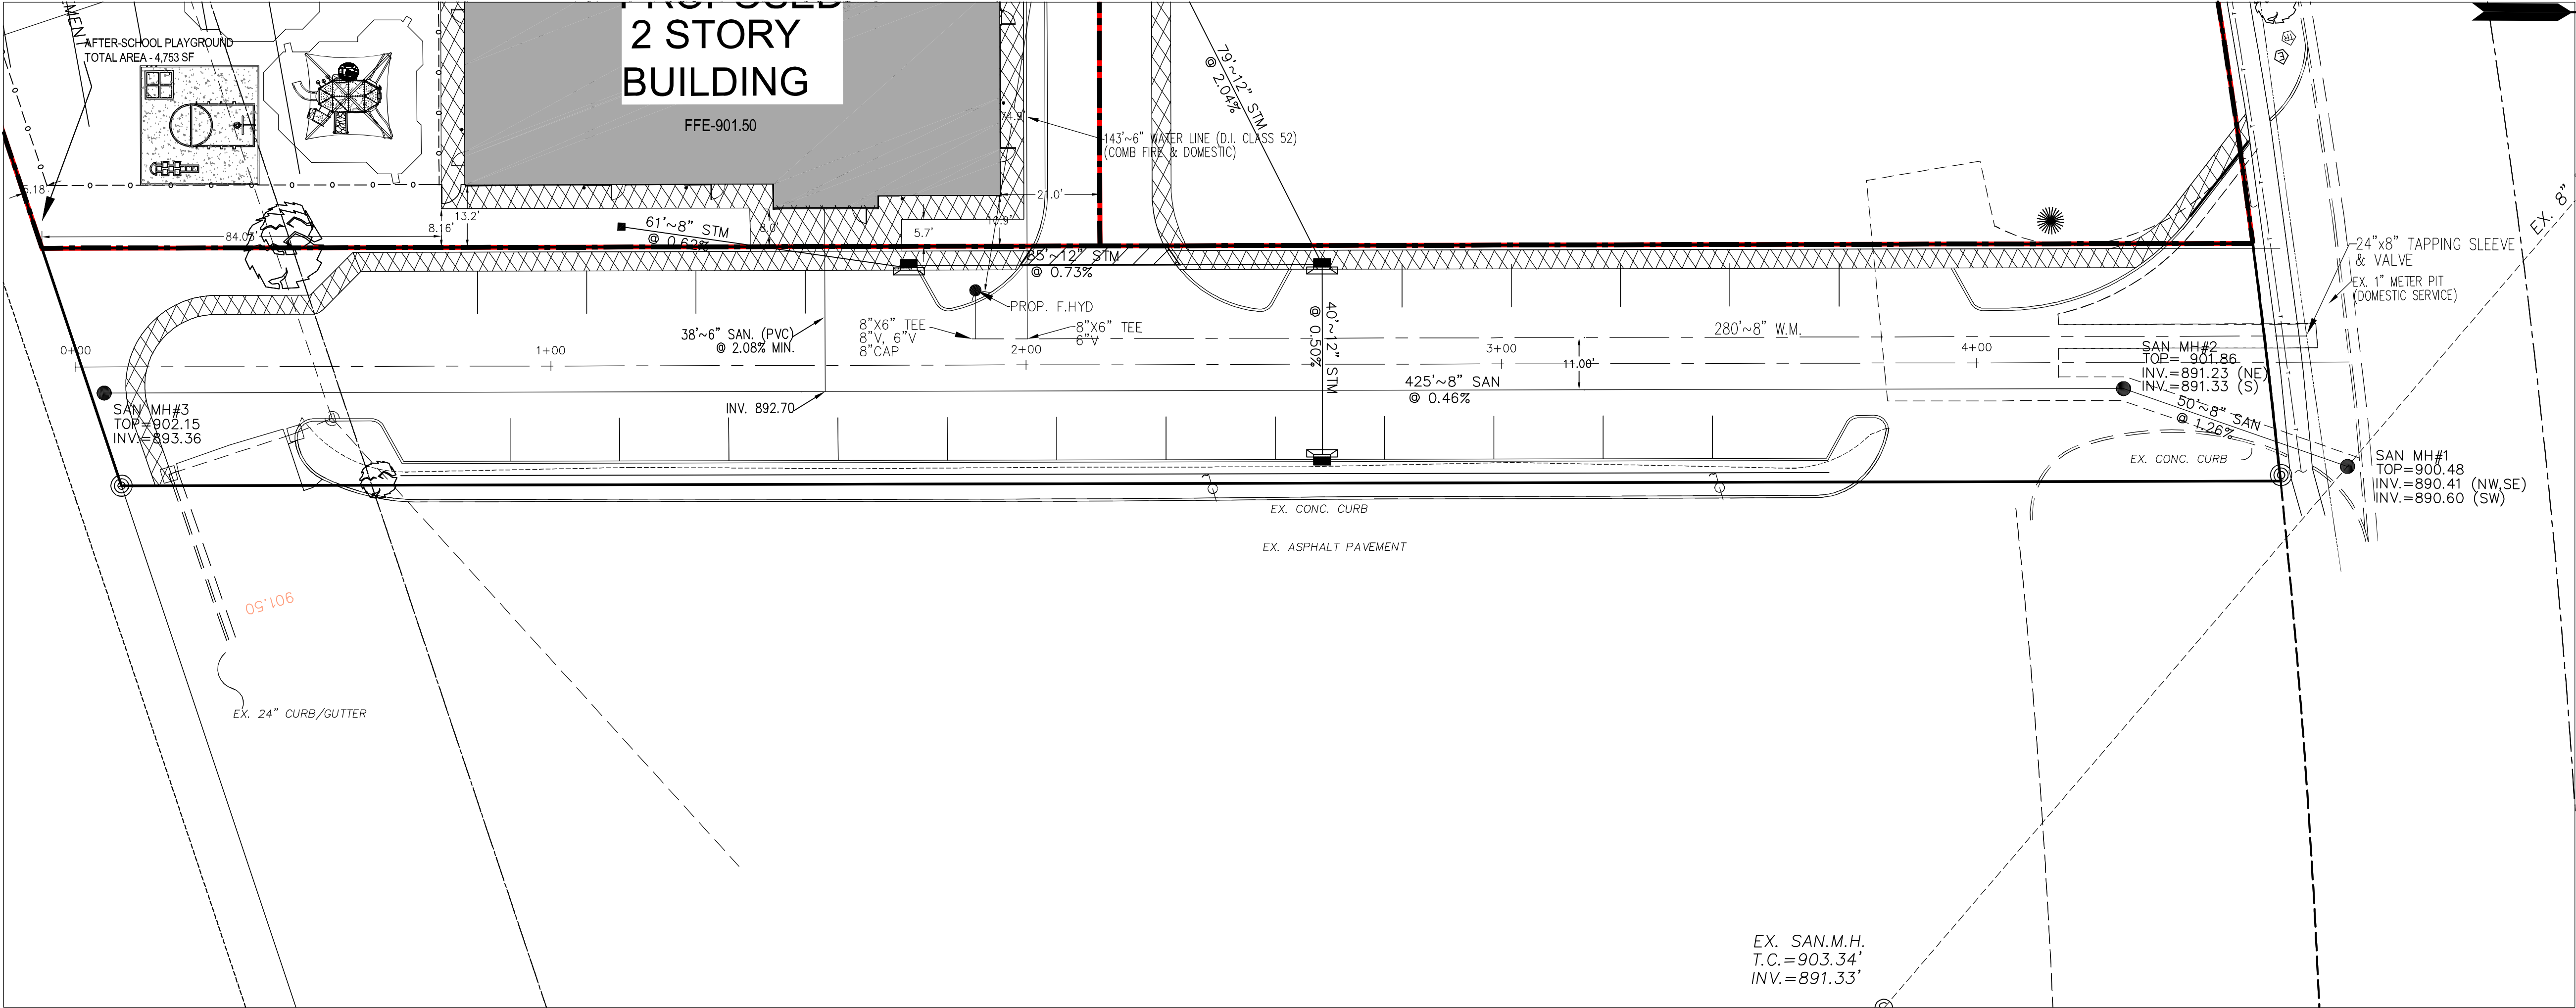 PROPOSED
2 STORY
BUILDING
FFE-901.50
AFTER-SCHOOL PLAYGROUND
TOTAL AREA - 4,753 SF
5.18'
84.05'
8.16'
13.2'
61'~8" STM
@ 0.62%
8.0'
5.7'
10.9'
74.9'
21.0'
143'~6" WATER LINE (D.I. CLASS 52)
(COMB FIRE & DOMESTIC)
79'~12" STM
@ 2.04%
85'~12" STM
@ 0.73%
PROP. F.HYD
38'~6" SAN. (PVC)
@ 2.08% MIN.
8"X6" TEE
8"V, 6"V
8"CAP
8"X6" TEE
6"V
40'~12" STM
@ 0.50%
280'~8" W.M.
11.00'
0+00
1+00
2+00
3+00
4+00
425'~8" SAN
@ 0.46%
INV. 892.70
SAN MH#3
TOP=902.15
INV.=893.36
SAN MH#2
TOP= 901.86
INV.=891.23 (NE)
INV.=891.33 (S)
50'~8" SAN
@ 1.26%
24"x8" TAPPING SLEEVE
& VALVE
EX. 1" METER PIT
(DOMESTIC SERVICE)
EX. 8"
EX. CONC. CURB
SAN MH#1
TOP=900.48
INV.=890.41 (NW,SE)
INV.=890.60 (SW)
EX. CONC. CURB
EX. ASPHALT PAVEMENT
901.50
EX. 24" CURB/GUTTER
EX. SAN.M.H.
T.C.=903.34'
INV.=891.33'